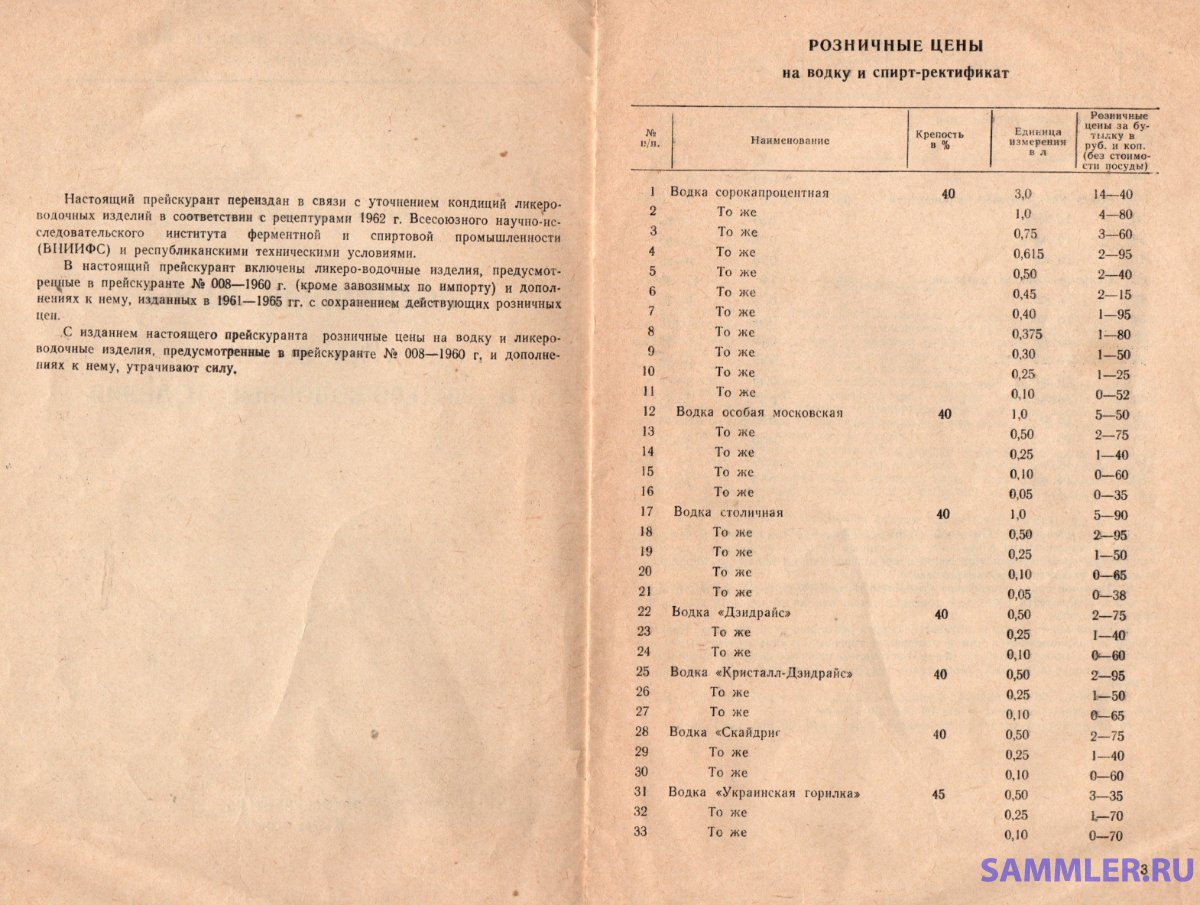 Настоящий прейскурант переиздан в связи с уточнением кондиций ликеро-
водочных изделий в соответствии с рецептурами 1962 г. Всесоюзного научно-ис-
следовательского института ферментной и спиртовой промышленности
(ВНИИФС) и республиканскими техническими условиями.
В настоящий прейскурант включены ликеро-водочные изделия, предусмот-
ренные в прейскуранте № 008—1960 г. (кроме завозимых по импорту) и допол-
нениях к нему, изданных в 1961—1965 гг. с сохранением действующих розничных
цен.
С изданием настоящего прейскуранта розничные цены на водку и ликеро-
водочные изделия, предусмотренные в прейскуранте № 008—1960 г. и дополне-
ниях к нему, утрачивают силу.
РОЗНИЧНЫЕ ЦЕНЫ
на водку и спирт-ректификат
№ п/п. Наименование Крепость в % Единица измерения в л Розничные цены за бу-тылку в руб. и коп. (без стоимо-сти посуды)
1 Водка сорокапроцентная 40 3,0 14—40
2 То же 1,0 4—80
3 То же 0,75 3—60
4 То же 0,615 2—95
5 То же 0,50 2—40
6 То же 0,45 2—15
7 То же 0,40 1—95
8 То же 0,375 1—80
9 То же 0,30 1—50
10 То же 0,25 1—25
11 То же 0,10 0—52
12 Водка особая московская 40 1,0 5—50
13 То же 0,50 2—75
14 То же 0,25 1—40
15 То же 0,10 0—60
16 То же 0,05 0—35
17 Водка столичная 40 1,0 5—90
18 То же 0,50 2—95
19 То же 0,25 1—50
20 То же 0,10 0—65
21 То же 0,05 0—38
22 Водка «Дзидрайс» 40 0,50 2—75
23 То же 0,25 1—40
24 То же 0,10 0—60
25 Водка «Кристалл-Дзидрайс» 40 0,50 2—95
26 То же 0,25 1—50
27 То же 0,10 0—65
28 Водка «Скайдрис 40 0,50 2—75
29 То же 0,25 1—40
30 То же 0,10 0—60
31 Водка «Украинская горилка» 45 0,50 3—35
32 То же 0,25 1—70
33 То же 0,10 0—70
3
SAMMLER.RU